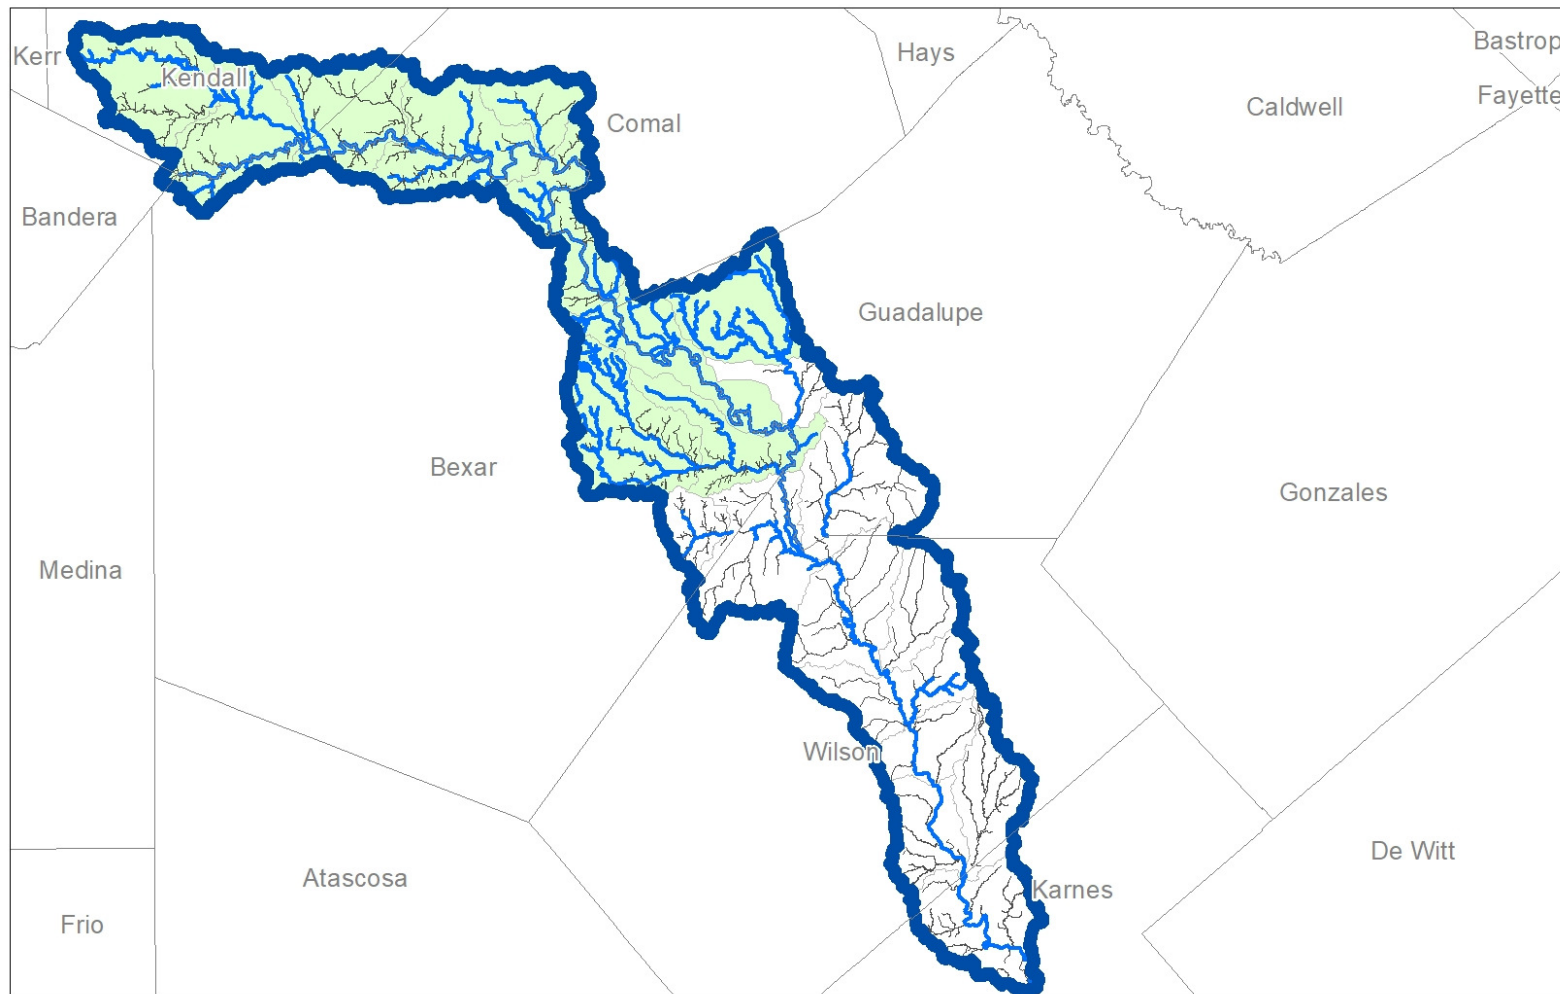 Kerr
Kendall
Hays
Bastrop
Fayette
Caldwell
Comal
Bandera
Guadalupe
Bexar
Gonzales
Medina
Wilson
De Witt
Atascosa
Karnes
Frio